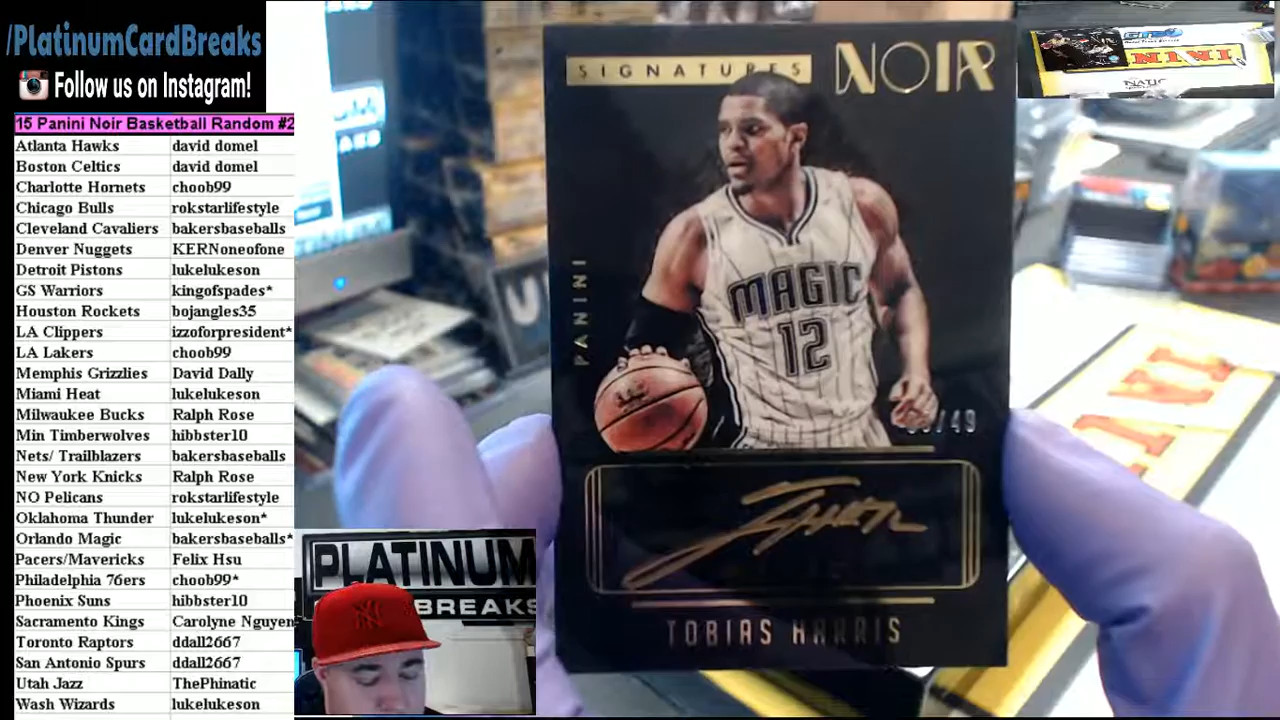 /PlatinumCardBreaks
Follow us on Instagram!
15 Panini Noir Basketball Random #2
Atlanta Hawks david domel
Boston Celtics david domel
Charlotte Hornets choob99
Chicago Bulls rokstarlifestyle
Cleveland Cavaliers bakersbaseballs
Denver Nuggets KERNoneofone
Detroit Pistons lukelukeson
GS Warriors kingofspades*
Houston Rockets bojangles35
LA Clippers izzoforpresident*
LA Lakers choob99
Memphis Grizzlies David Dally
Miami Heat lukelukeson
Milwaukee Bucks Ralph Rose
Min Timberwolves hibbster10
Nets/ Trailblazers bakersbaseballs
New York Knicks Ralph Rose
NO Pelicans rokstarlifestyle
Oklahoma Thunder lukelukeson*
Orlando Magic bakersbaseballs*
Pacers/Mavericks Felix Hsu
Philadelphia 76ers choob99*
Phoenix Suns hibbster10
Sacramento Kings Carolyne Nguyen
Toronto Raptors ddall2667
San Antonio Spurs ddall2667
Utah Jazz ThePhinatic
Wash Wizards lukelukeson
SIGNATURES NOIR
PANINI
MAGIC
12
/49
TOBIAS HARRIS
PLATINUM
BREAKS
NY
PANINI